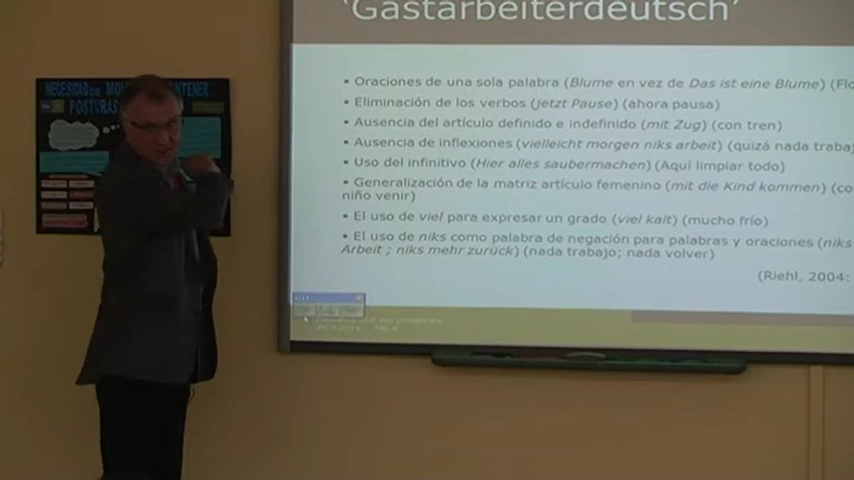 'Gastarbeiterdeutsch'
NECESIDAD DE
TENER
POSTURAS
• Oraciones de una sola palabra (Blume en vez de Das ist eine Blume) (Flo
• Eliminación de los verbos (jetzt Pause) (ahora pausa)
• Ausencia del artículo definido e indefinido (mit Zug) (con tren)
• Ausencia de inflexiones (vielleicht morgen niks arbeit) (quizá nada traba
• Uso del infinitivo (Hier alles saubermachen) (Aquí limpiar todo)
• Generalización de la matriz artículo femenino (mit die Kind kommen) (co
niño venir)
• El uso de viel para expresar un grado (viel kalt) (mucho frío)
• El uso de niks como palabra de negación para palabras y oraciones (niks
Arbeit ; niks mehr zurück) (nada trabajo; nada volver)
(Riehl, 2004: